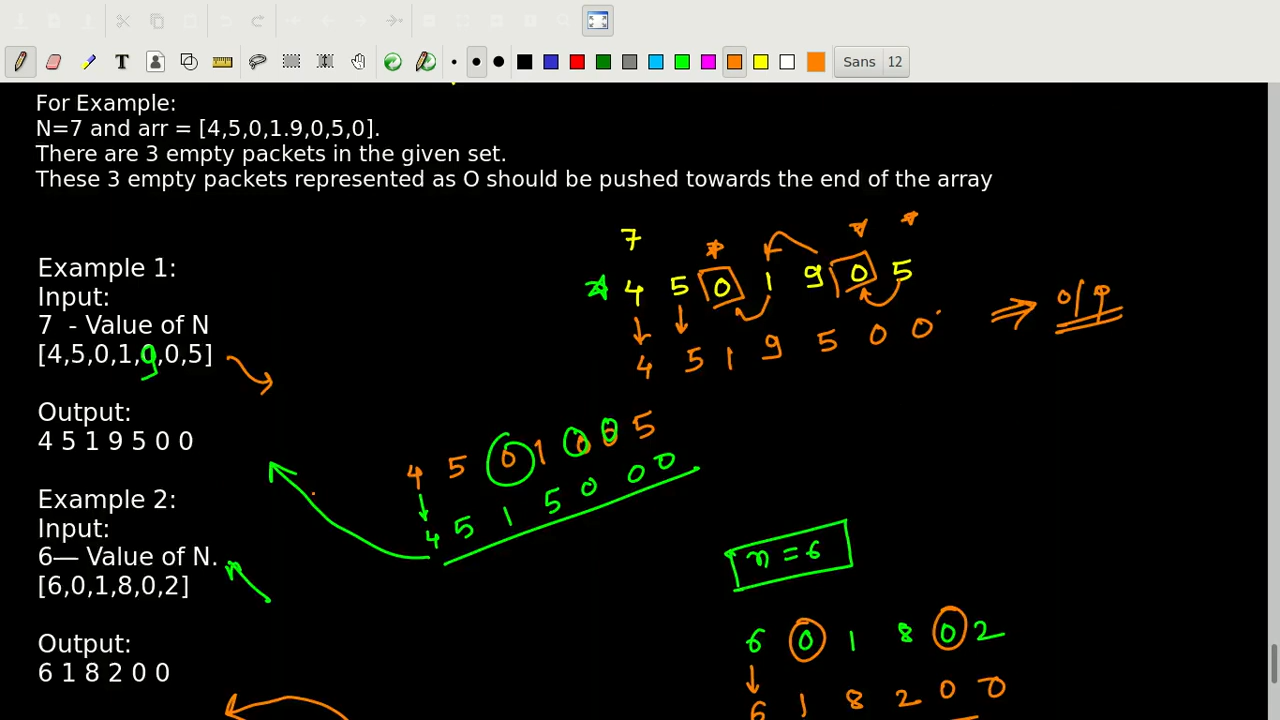 Sans 12
For Example:
N=7 and arr = [4,5,0,1.9,0,5,0].
There are 3 empty packets in the given set.
These 3 empty packets represented as O should be pushed towards the end of the array
7
4 5 0 1 9 0 5
4 5 1 9 5 0 0
o/p
Example 1:
Input:
7 - Value of N
[4,5,0,1,9,0,5]
Output:
4 5 1 9 5 0 0
4 5 0 1 0 0 5
4 5 1 5 0 0 0
Example 2:
Input:
6— Value of N.
[6,0,1,8,0,2]
Output:
6 1 8 2 0 0
n = 6
6 0 1 8 0 2
6 1 8 2 0 0